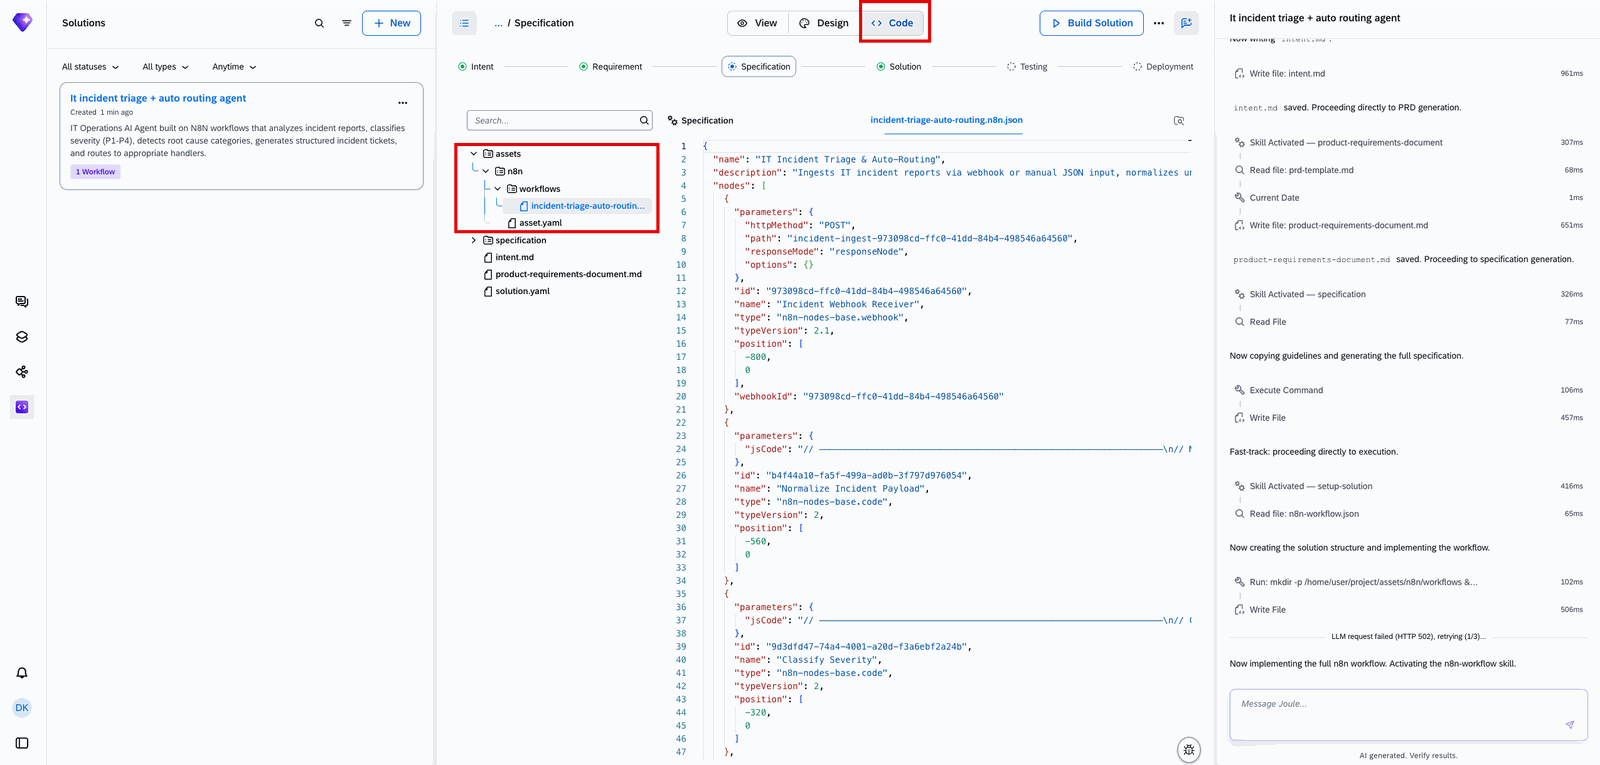 Solutions
New
All statuses
All types
Anytime
It incident triage + auto routing agent
Created 1 min ago
IT Operations AI Agent built on N8N workflows that analyzes incident reports, classifies
severity (P1-P4), detects root cause categories, generates structured incident tickets,
and routes to appropriate handlers.
1 Workflow
DK
... / Specification
View
Design
<> Code
Build Solution
Intent
Requirement
Specification
Solution
Testing
Deployment
Search...
assets
n8n
workflows
incident-triage-auto-routin...
asset.yaml
specification
intent.md
product-requirements-document.md
solution.yaml
Specification
incident-triage-auto-routing.n8n.json
1 {
2 "name": "IT Incident Triage & Auto-Routing",
3 "description": "Ingests IT incident reports via webhook or manual JSON input, normalizes un
4 "nodes": [
5 {
6 "parameters": {
7 "httpMethod": "POST",
8 "path": "incident-ingest-973098cd-ffc0-41dd-84b4-498546a64560",
9 "responseMode": "responseNode",
10 "options": {}
11 },
12 "id": "973098cd-ffc0-41dd-84b4-498546a64560",
13 "name": "Incident Webhook Receiver",
14 "type": "n8n-nodes-base.webhook",
15 "typeVersion": 2.1,
16 "position": [
17 -800,
18 0
19 ],
20 "webhookId": "973098cd-ffc0-41dd-84b4-498546a64560"
21 },
22 {
23 "parameters": {
24 "jsCode": "// ────────────────────\n// N
25 },
26 "id": "b4f44a10-fa5f-499a-ad0b-3f797d976054",
27 "name": "Normalize Incident Payload",
28 "type": "n8n-nodes-base.code",
29 "typeVersion": 2,
30 "position": [
31 -560,
32 0
33 ]
34 },
35 {
36 "parameters": {
37 "jsCode": "// ────────────────────\n// C
38 },
39 "id": "9d3dfd47-74a4-4001-a20d-f3a6ebf2a24b",
40 "name": "Classify Severity",
41 "type": "n8n-nodes-base.code",
42 "typeVersion": 2,
43 "position": [
44 -320,
45 0
46 ]
47 },
It incident triage + auto routing agent
Now writing intent.md.
Write file: intent.md 961ms
intent.md saved. Proceeding directly to PRD generation.
Skill Activated — product-requirements-document 307ms
Read file: prd-template.md 68ms
Current Date 1ms
Write file: product-requirements-document.md 651ms
product-requirements-document.md saved. Proceeding to specification generation.
Skill Activated — specification 326ms
Read File 77ms
Now copying guidelines and generating the full specification.
Execute Command 106ms
Write File 457ms
Fast-track: proceeding directly to execution.
Skill Activated — setup-solution 416ms
Read file: n8n-workflow.json 65ms
Now creating the solution structure and implementing the workflow.
Run: mkdir -p /home/user/project/assets/n8n/workflows &... 102ms
Write File 506ms
LLM request failed (HTTP 502), retrying (1/3)...
Now implementing the full n8n workflow. Activating the n8n-workflow skill.
Message Joule...
AI generated. Verify results.